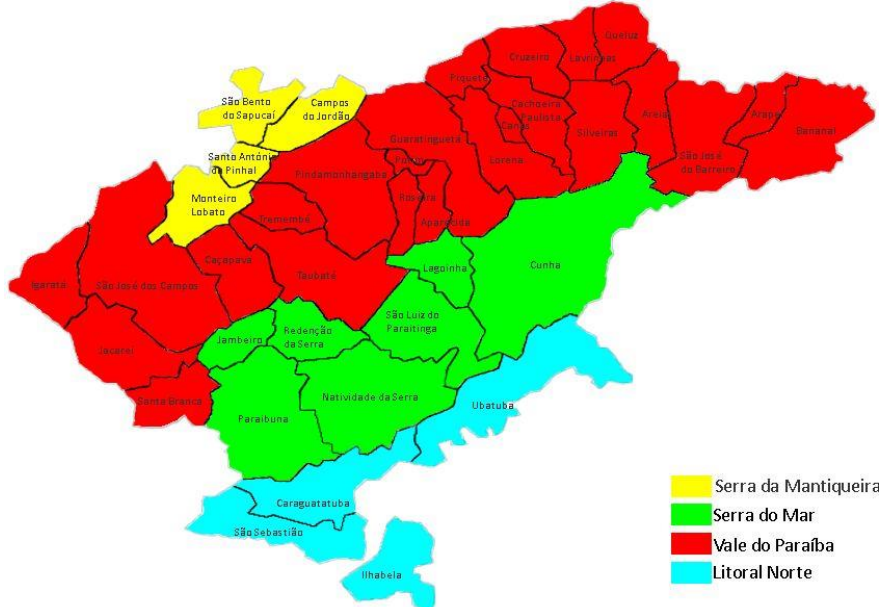 Queluz
Cruzeiro
Lavrinhas
Piquete
São Bento
do Sapucaí
Campos
do Jordão
Cachoeira
Paulista
Canas
Areia
Arape
Silveiras
Bananal
Guaratingueta
Lorena
São José
do Barreiro
Santo Antônio
do Pinhal
Pindamonhangaba
Potim
Roseira
Aparecida
Monteiro
Lobato
Tremembé
Caçapava
Taubaté
Lagoinha
Cunha
Igaratá
São José dos Campos
São Luiz do
Paraitinga
Redenção
da Serra
Jambeiro
Jacareí
Santa Branca
Natividade da Serra
Paraibuna
Ubatuba
Caraguatatuba
São Sebastião
Ilhabela
Serra da Mantiqueira
Serra do Mar
Vale do Paraíba
Litoral Norte